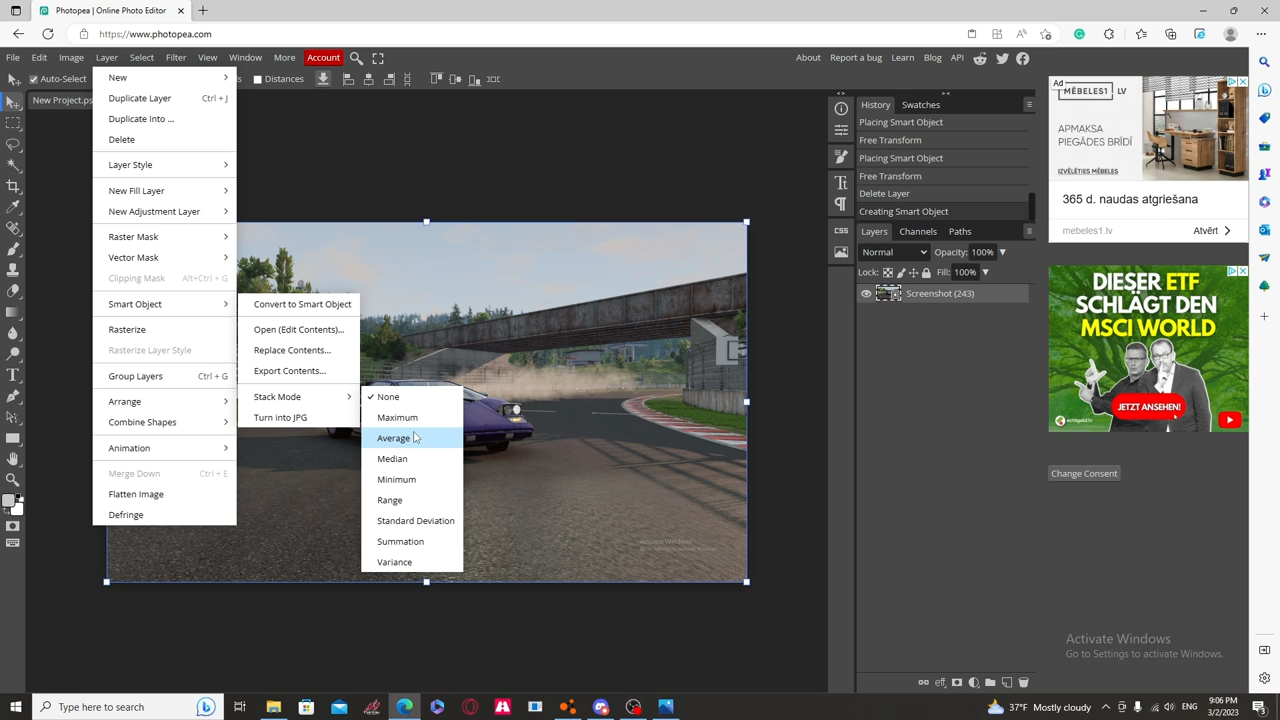 Photopea | Online Photo Editor
https://www.photopea.com
File Edit Image Layer Select Filter View Window More Account
About Report a bug Learn Blog API
Auto-Select
Distances
New Project.ps
New
Duplicate Layer Ctrl + J
Duplicate Into ...
Delete
Layer Style
New Fill Layer
New Adjustment Layer
Raster Mask
Vector Mask
Clipping Mask Alt+Ctrl + G
Smart Object
Rasterize
Rasterize Layer Style
Group Layers Ctrl + G
Arrange
Combine Shapes
Animation
Merge Down Ctrl + E
Flatten Image
Defringe
Convert to Smart Object
Open (Edit Contents)...
Replace Contents...
Export Contents...
Stack Mode
Turn into JPG
None
Maximum
Average
Median
Minimum
Range
Standard Deviation
Summation
Variance
History Swatches
Placing Smart Object
Free Transform
Placing Smart Object
Free Transform
Delete Layer
Creating Smart Object
Layers Channels Paths
Normal Opacity: 100%
Lock: Fill: 100%
Screenshot (243)
CSS
Ad
MĒBELES1 LV
APMAKSA
PIEGĀDES BRĪDĪ
IZVĒLĒTIES MĒBELES
365 d. naudas atgriešana
mebeles1.lv Atvērt
DIESER ETF
SCHLÄGT DEN
MSCI WORLD
JETZT ANSEHEN!
Change Consent
Activate Windows
Activate Windows
Go to Settings to activate Windows.
eff
Type here to search
37°F Mostly cloudy
ENG
9:06 PM
3/2/2023